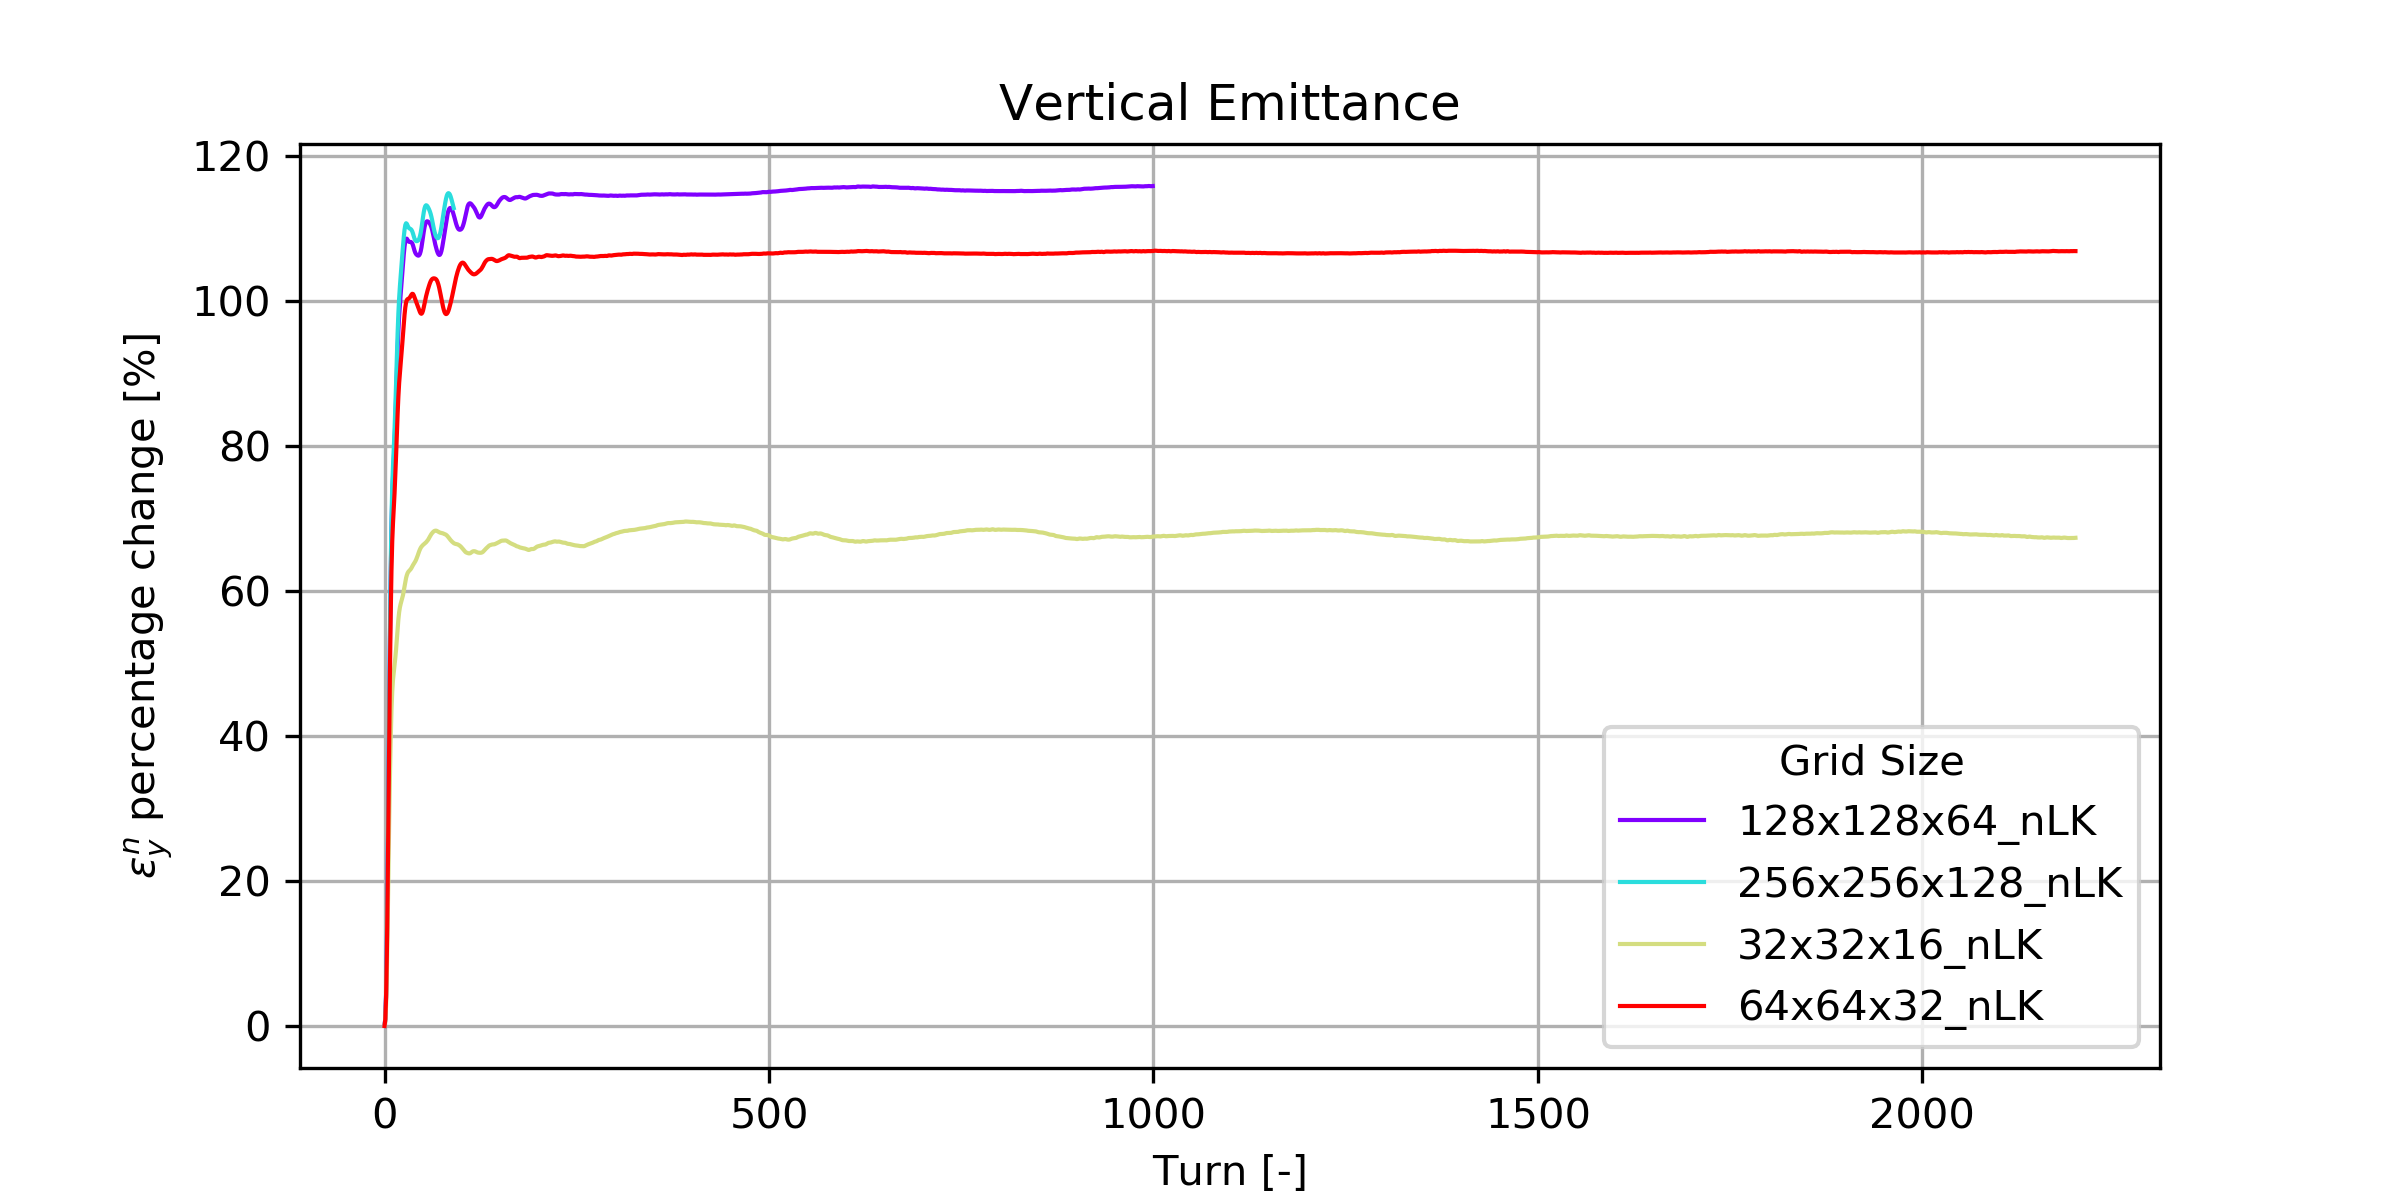 Vertical Emittance
120
100
80
60
40
20
0
ε_y^n percentage change [%]
0 500 1000 1500 2000
Turn [-]
Grid Size
128x128x64_nLK
256x256x128_nLK
32x32x16_nLK
64x64x32_nLK